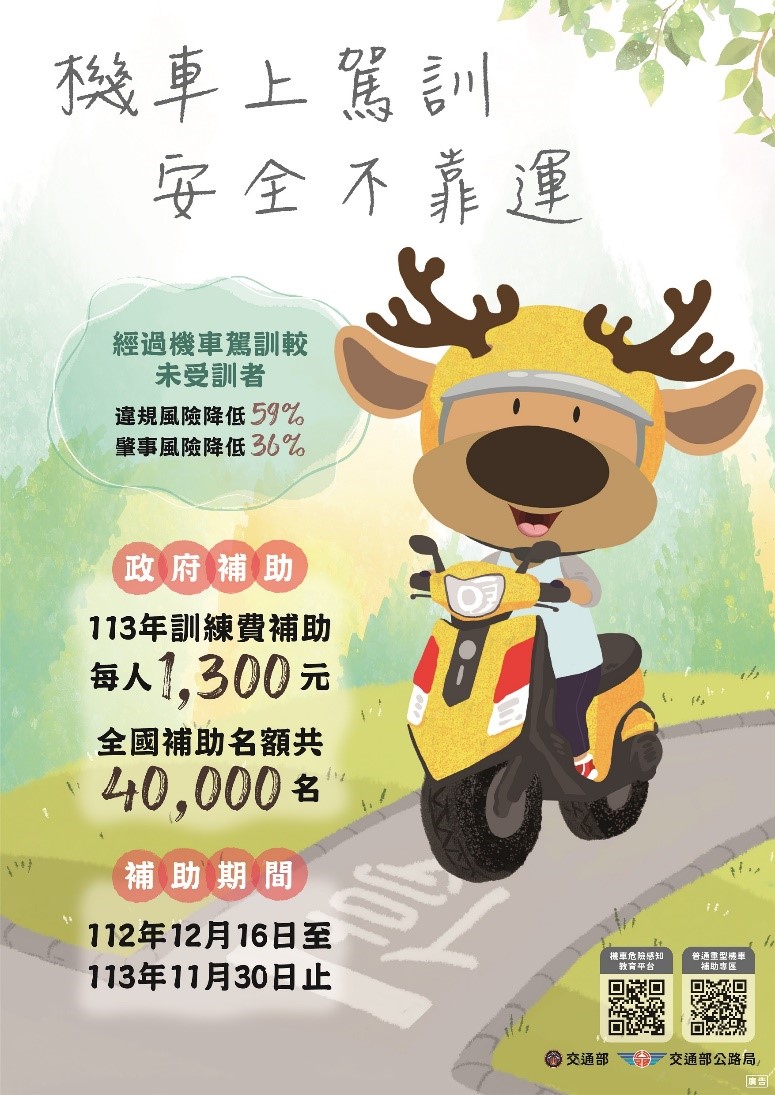 機車上駕訓
安全不靠運
經過機車駕訓較
未受訓者
違規風險降低59%
肇事風險降低36%
政府補助
113年訓練費補助
每人1,300元
全國補助名額共
40,000名
補助期間
112年12月16日至
113年11月30日止
機車危險感知
教育平台
普通重型機車
補助專區
交通部 交通部公路局
廣告